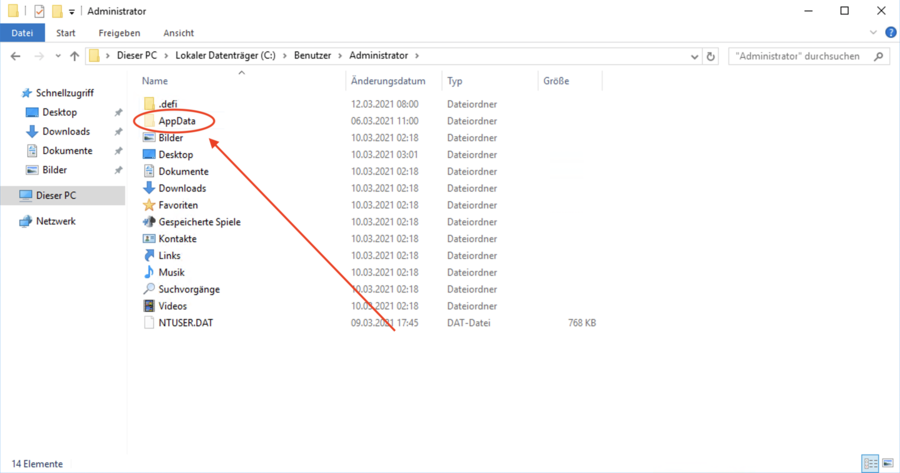 Administrator
Datei Start Freigeben Ansicht
Dieser PC Lokaler Datenträger (C:) Benutzer Administrator "Administrator" durchsuchen
Name Änderungsdatum Typ Größe
Schnellzugriff
Desktop
Downloads
Dokumente
Bilder
Dieser PC
Netzwerk
.defi 12.03.2021 08:00 Dateiordner
AppData 06.03.2021 11:00 Dateiordner
Bilder 10.03.2021 02:18 Dateiordner
Desktop 10.03.2021 03:01 Dateiordner
Dokumente 10.03.2021 02:18 Dateiordner
Downloads 10.03.2021 02:18 Dateiordner
Favoriten 10.03.2021 02:18 Dateiordner
Gespeicherte Spiele 10.03.2021 02:18 Dateiordner
Kontakte 10.03.2021 02:18 Dateiordner
Links 10.03.2021 02:18 Dateiordner
Musik 10.03.2021 02:18 Dateiordner
Suchvorgänge 10.03.2021 02:18 Dateiordner
Videos 10.03.2021 02:18 Dateiordner
NTUSER.DAT 09.03.2021 17:45 DAT-Datei 768 KB
14 Elemente